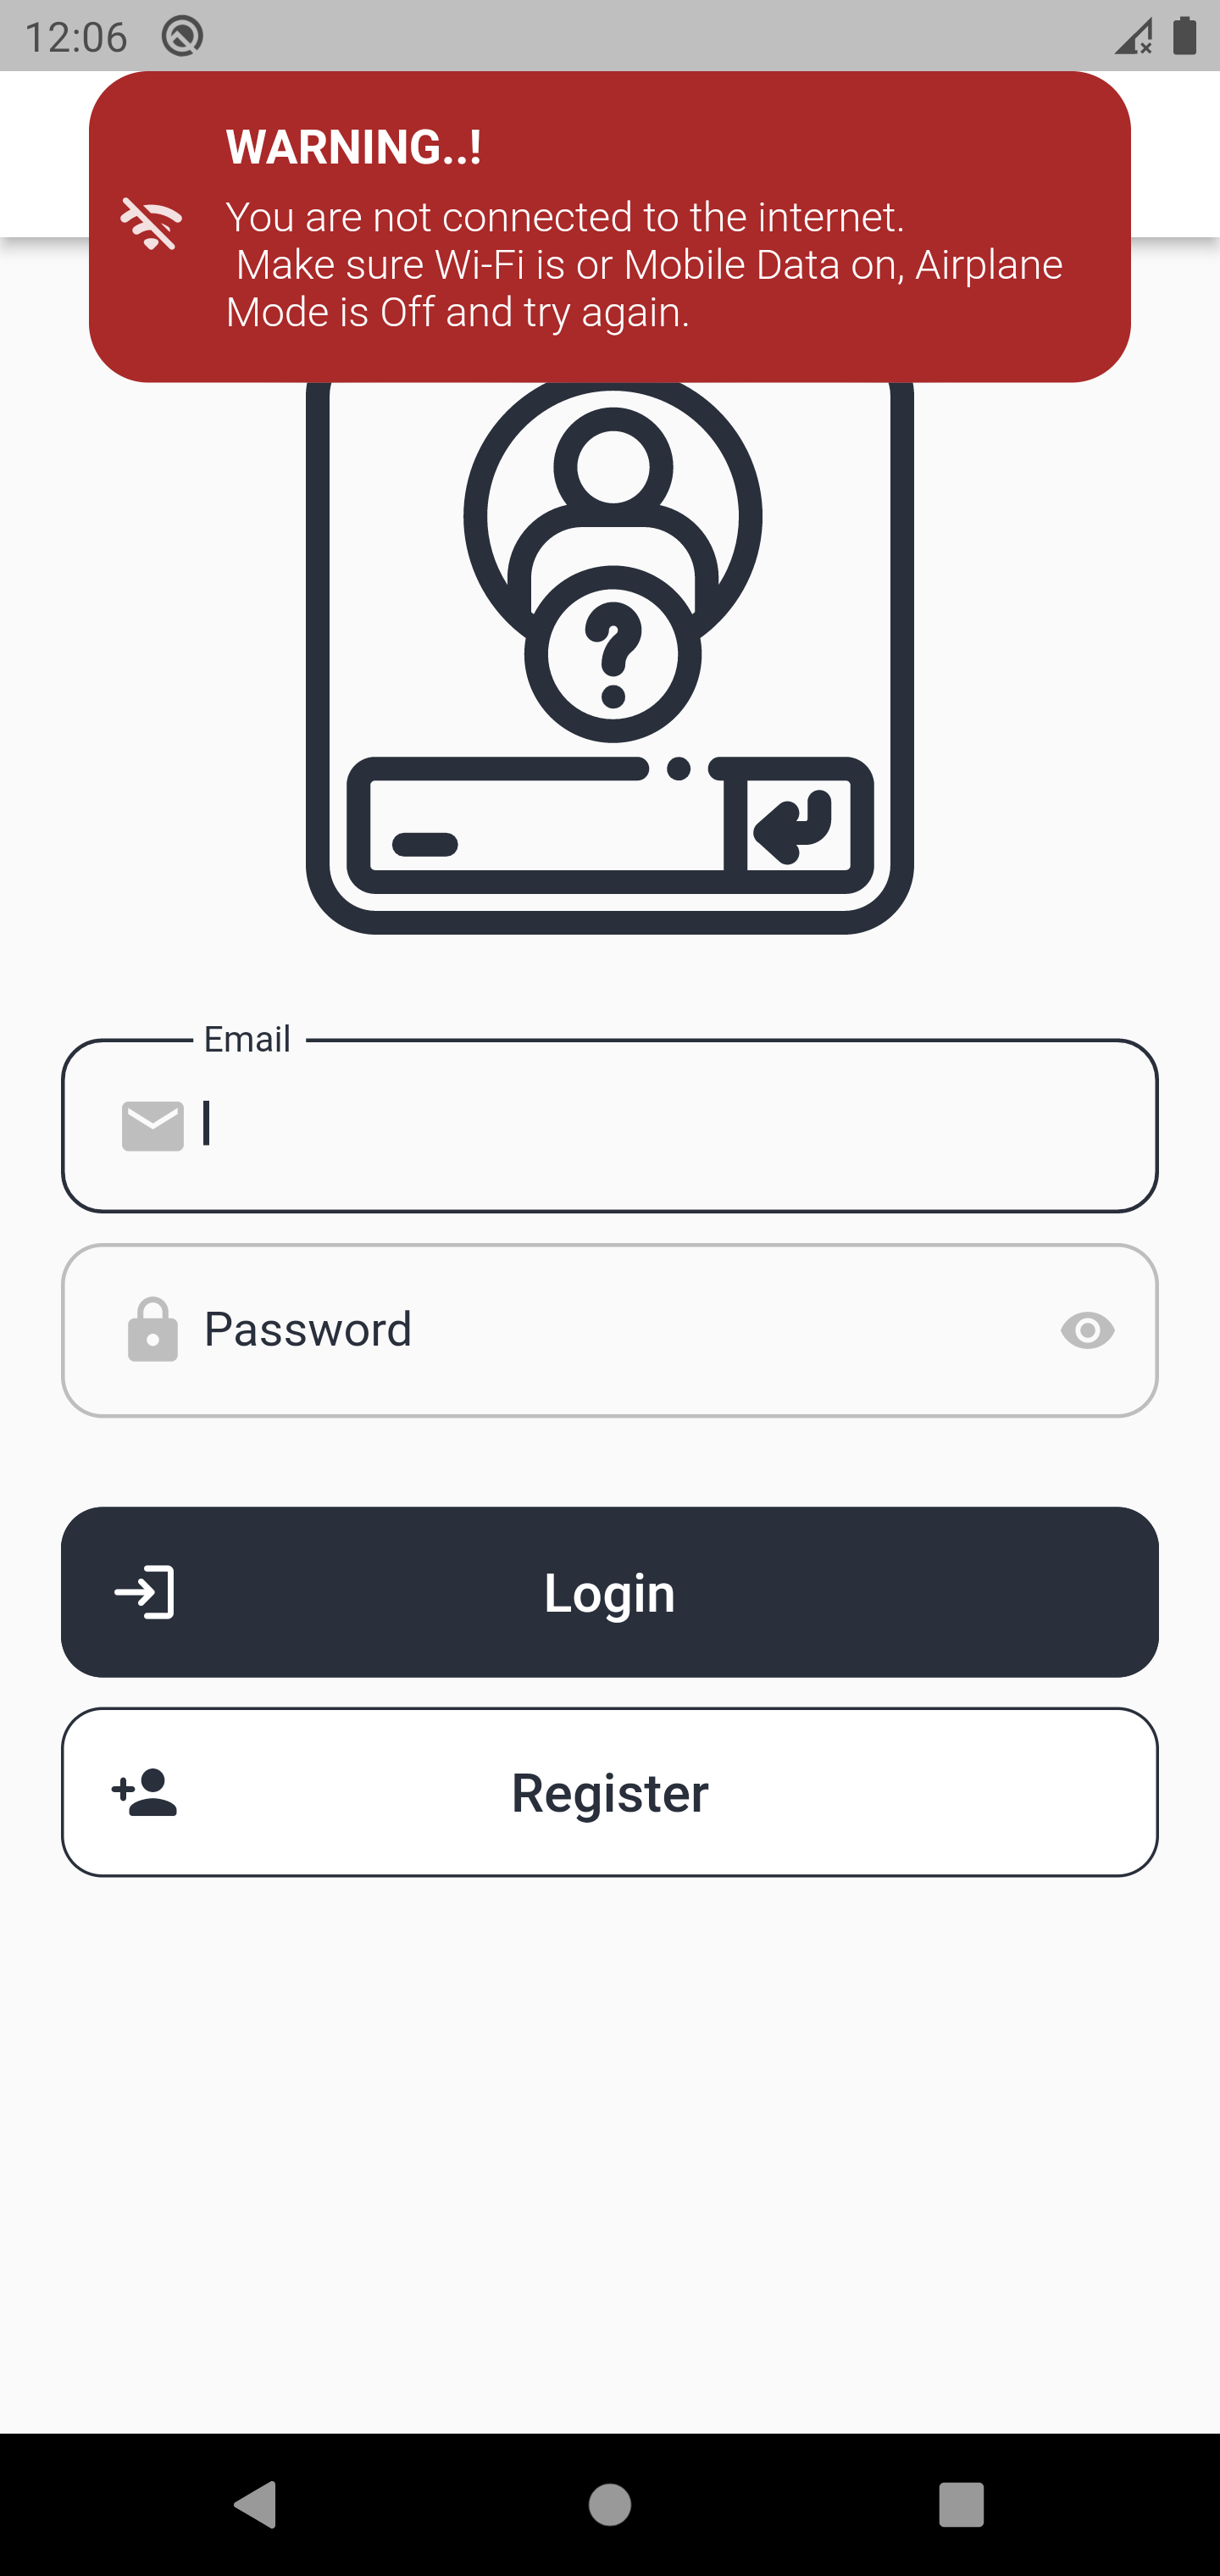 12:06
WARNING..!
You are not connected to the internet.
Make sure Wi-Fi is or Mobile Data on, Airplane
Mode is Off and try again.
?
Email
Password
Login
Register